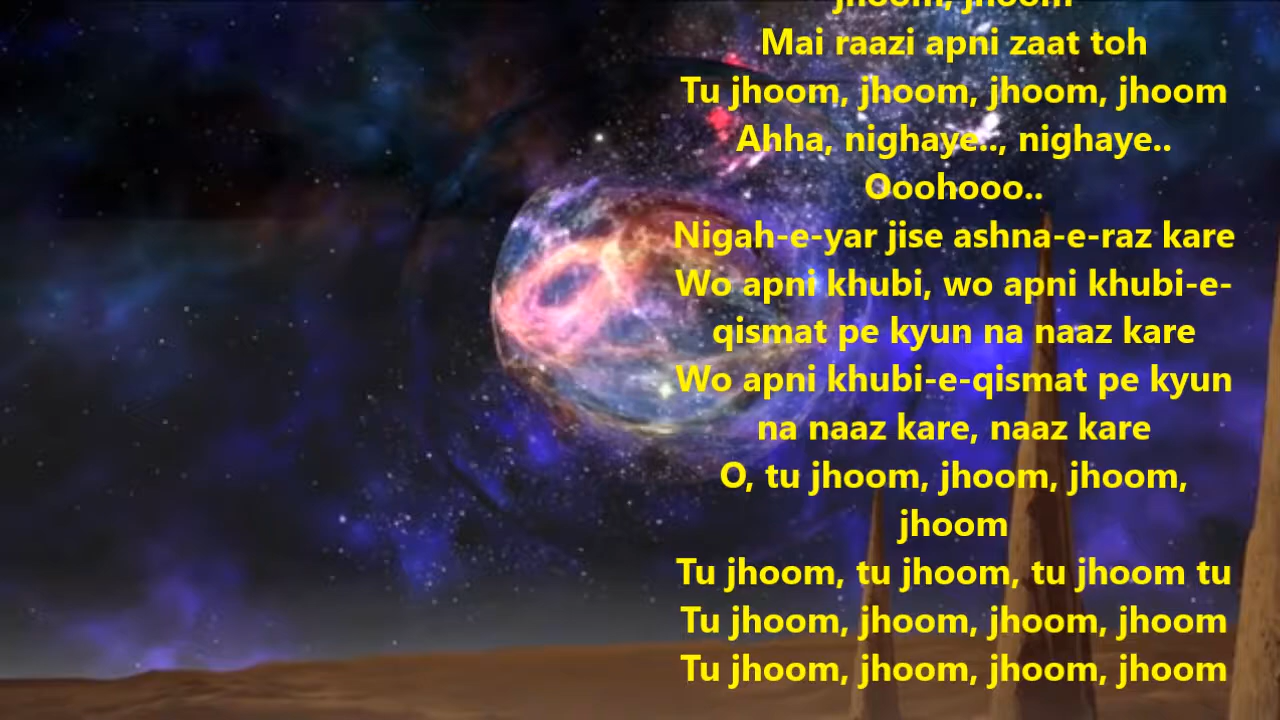 jhoom, jhoom
Mai raazi apni zaat toh
Tu jhoom, jhoom, jhoom, jhoom
Ahha, nighaye.., nighaye..
Ooohooo..
Nigah-e-yar jise ashna-e-raz kare
Wo apni khubi, wo apni khubi-e-
qismat pe kyun na naaz kare
Wo apni khubi-e-qismat pe kyun
na naaz kare, naaz kare
O, tu jhoom, jhoom, jhoom,
jhoom
Tu jhoom, tu jhoom, tu jhoom tu
Tu jhoom, jhoom, jhoom, jhoom
Tu jhoom, jhoom, jhoom, jhoom